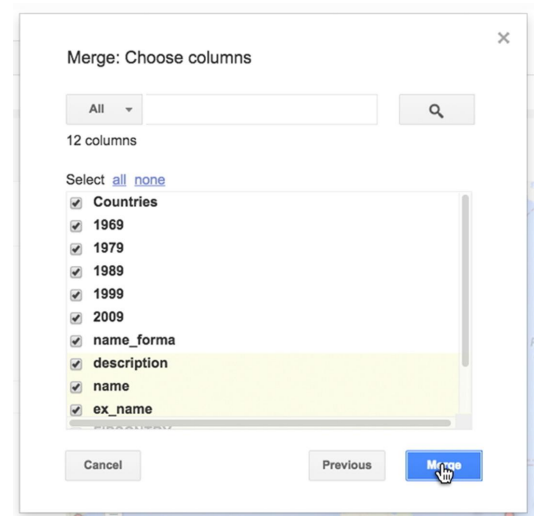 Merge: Choose columns
All
12 columns
Select all none
Countries
1969
1979
1989
1999
2009
name_forma
description
name
ex_name
Cancel Previous Merge